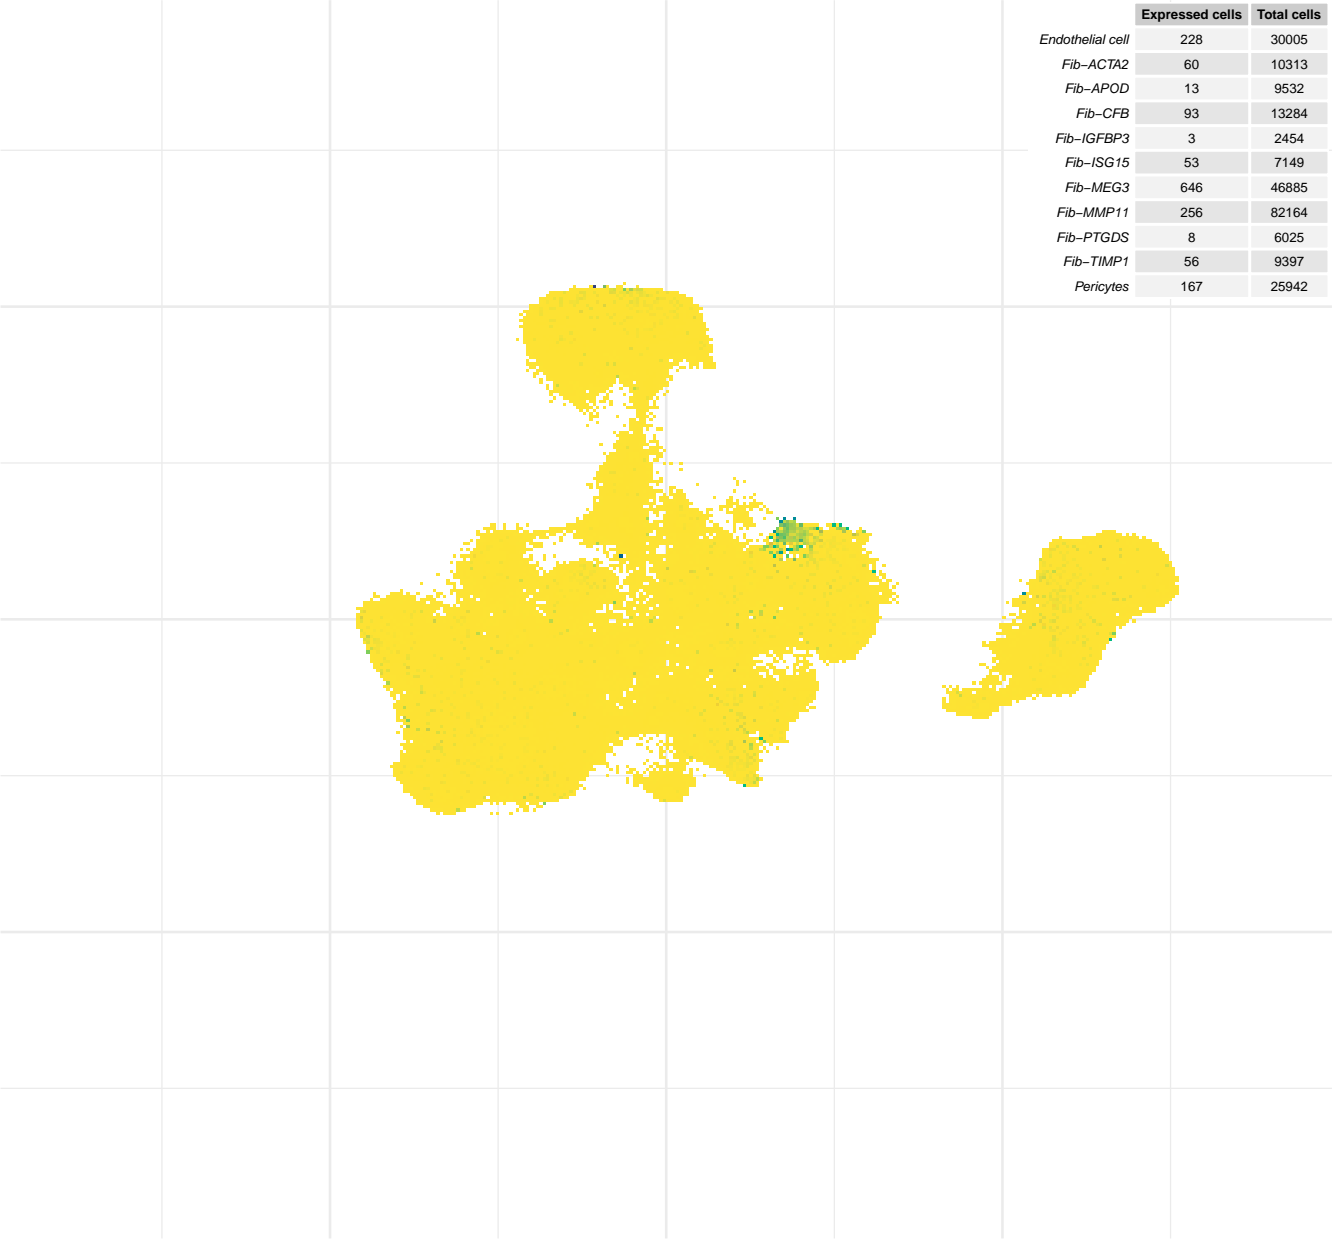 Expressed cells Total cells
Endothelial cell 228 30005
Fib−ACTA2 60 10313
Fib−APOD 13 9532
Fib−CFB 93 13284
Fib−IGFBP3 3 2454
Fib−ISG15 53 7149
Fib−MEG3 646 46885
Fib−MMP11 256 82164
Fib−PTGDS 8 6025
Fib−TIMP1 56 9397
Pericytes 167 25942